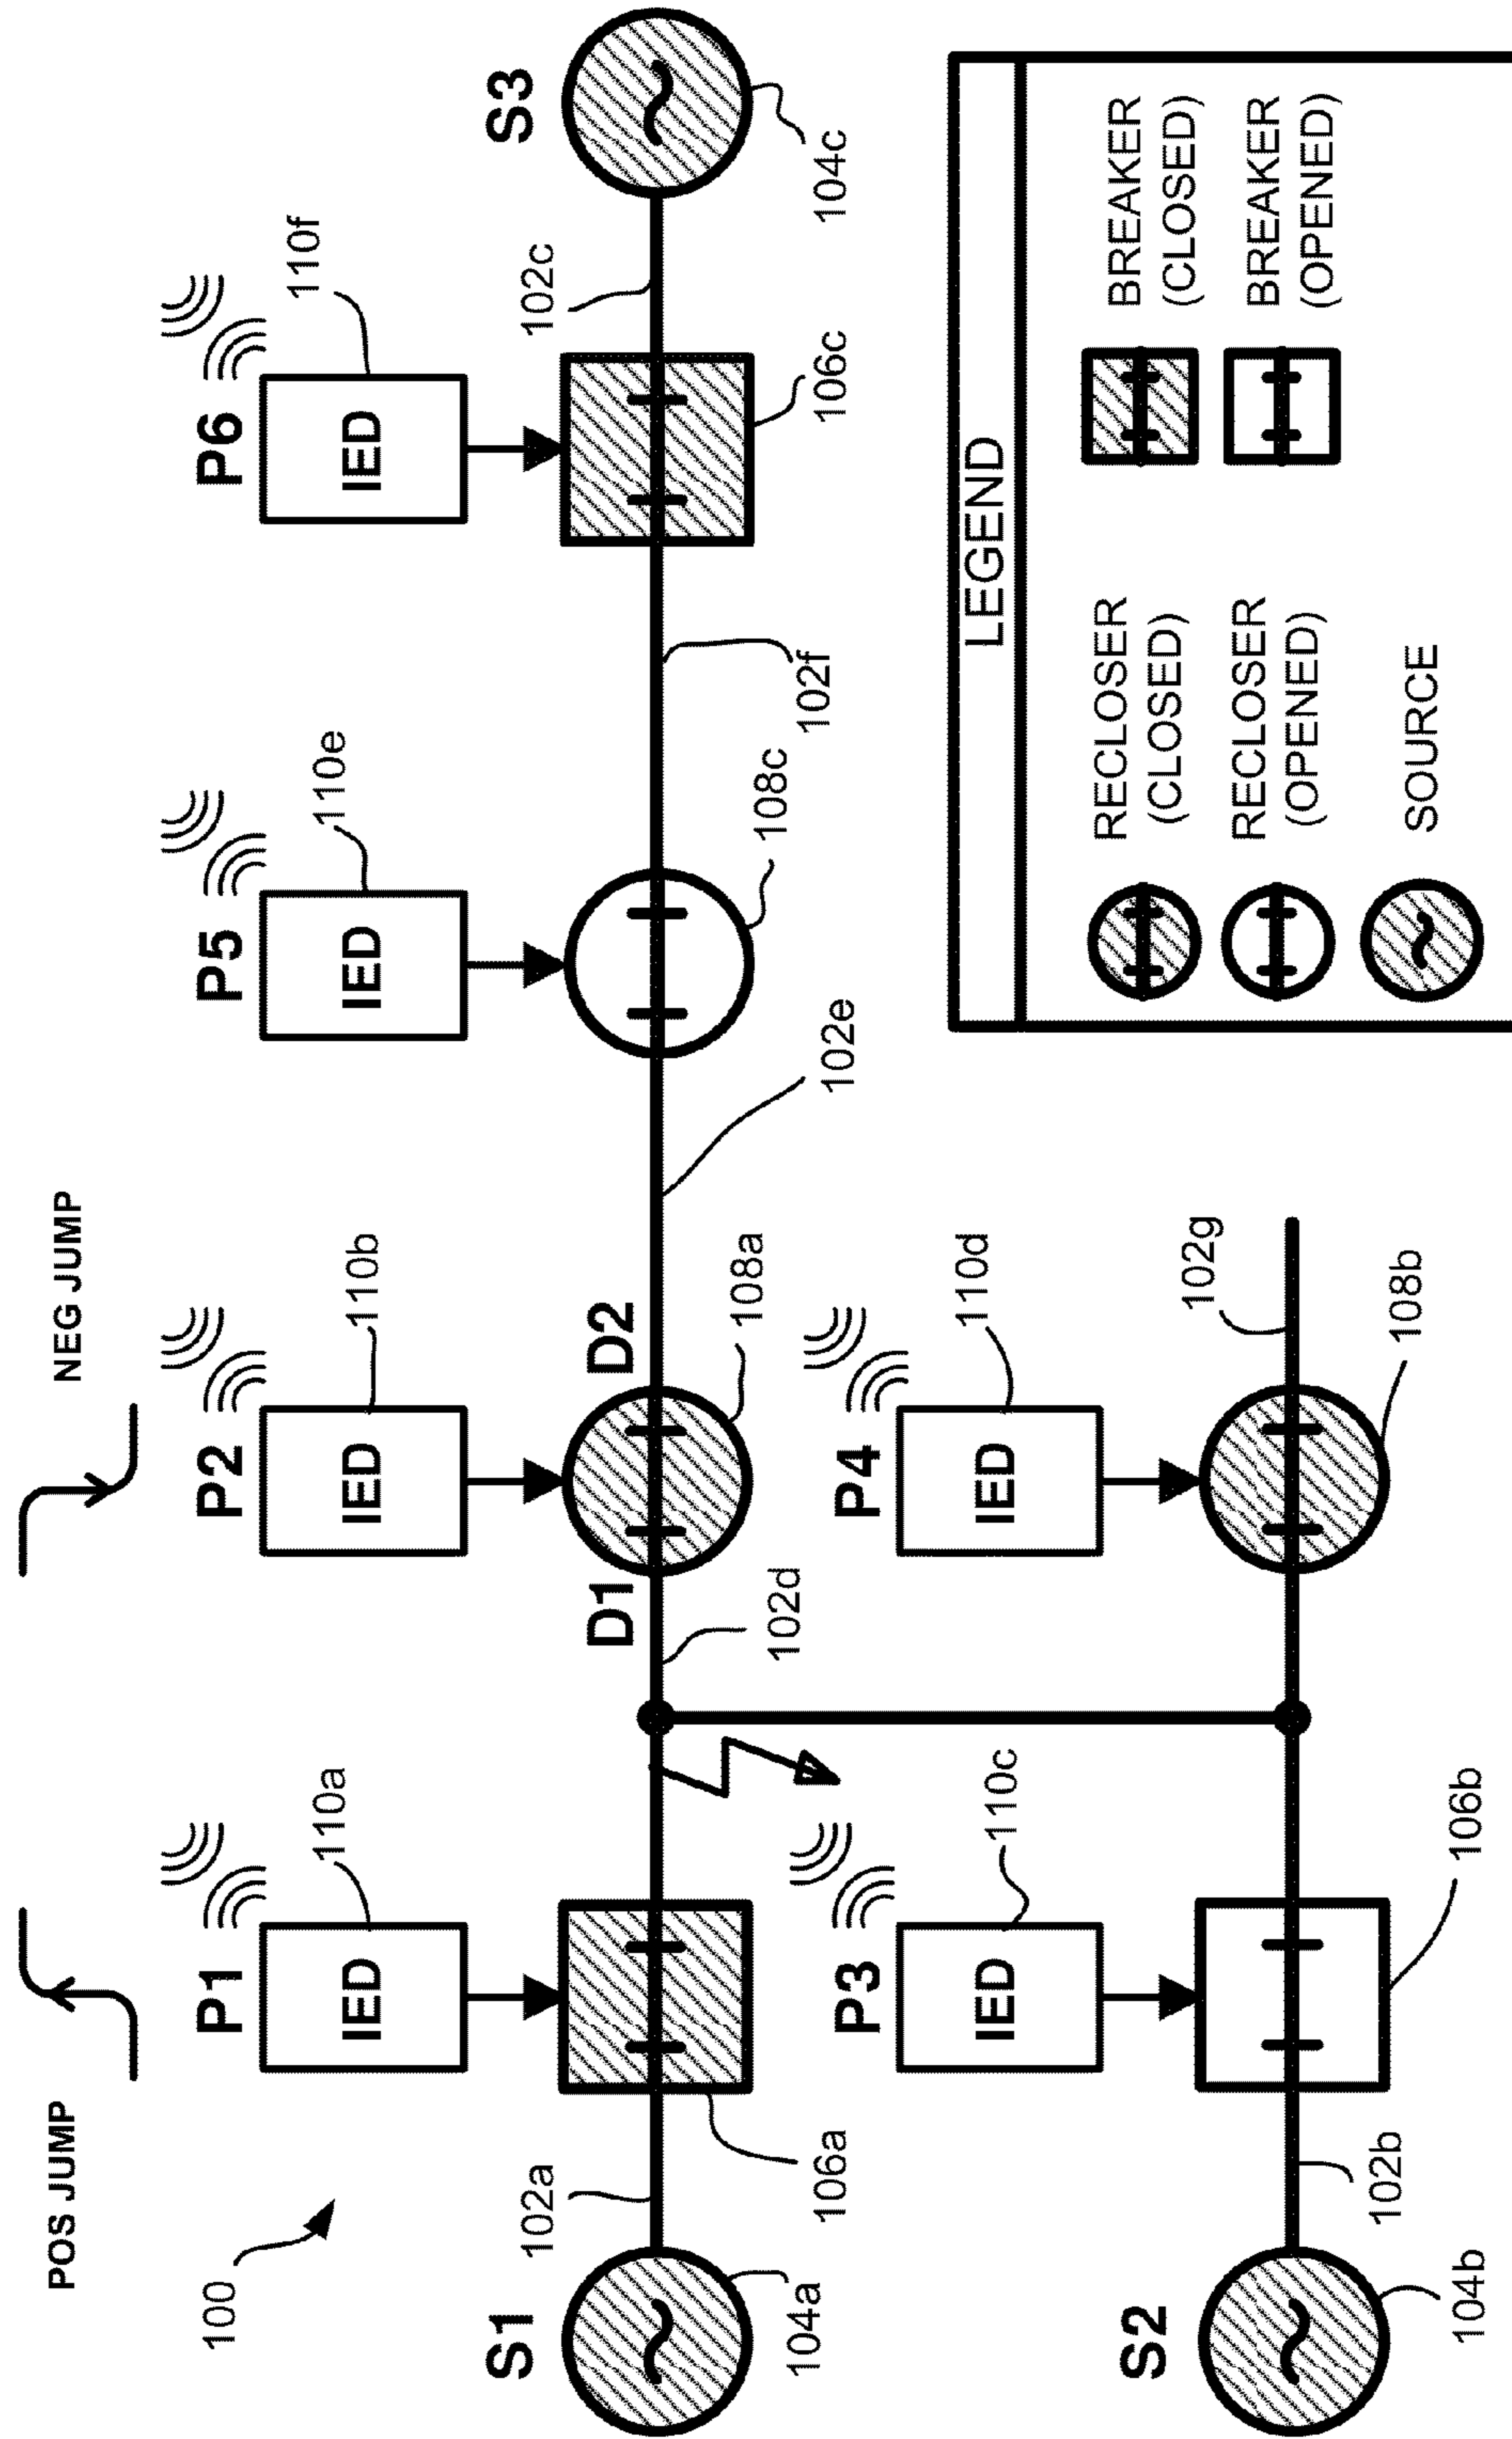 POS JUMP
NEG JUMP
100
P1
P2
P5
P6
IED
IED
IED
IED
110a
110b
110e
110f
S1
102a
D1
D2
102c
S3
104a
106a
102d
108a
102e
108c
102f
106c
104c
P3
P4
IED
IED
110c
110d
S2
102g
104b
102b
106b
108b
LEGEND
RECLOSER
(CLOSED)
BREAKER
(CLOSED)
RECLOSER
(OPENED)
BREAKER
(OPENED)
SOURCE